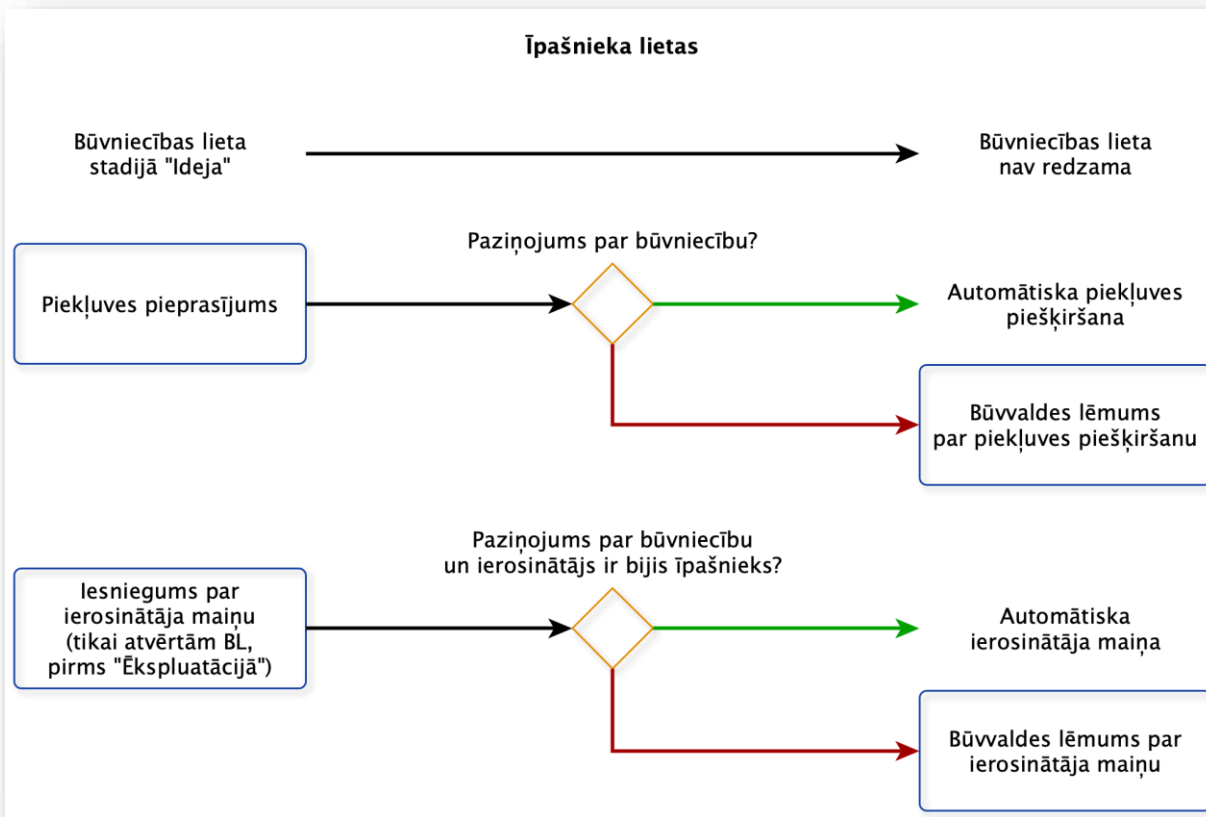 Īpašnieka lietas
Būvniecības lieta
stadijā "Ideja"
Būvniecības lieta
nav redzama
Paziņojums par būvniecību?
Piekļuves pieprasījums
Automātiska piekļuves
piešķiršana
Būvvaldes lēmums
par piekļuves piešķiršanu
Paziņojums par būvniecību
un ierosinātājs ir bijis īpašnieks?
Iesniegums par
ierosinātāja maiņu
(tikai atvērtām BL,
pirms "Ēkspluatācijā")
Automātiska
ierosinātāja maiņa
Būvvaldes lēmums par
ierosinātāja maiņu